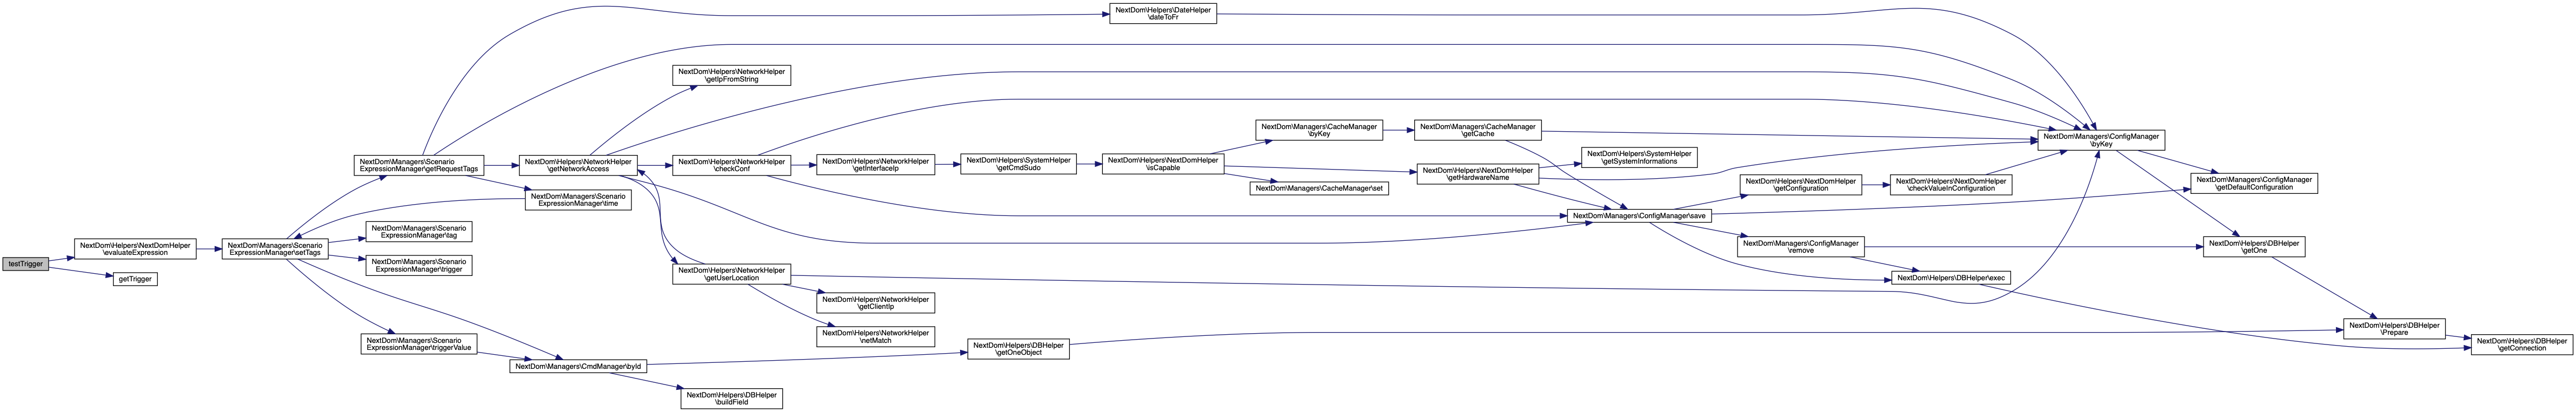 testTrigger
NextDom\Helpers\NextDomHelper
\evaluateExpression
getTrigger
NextDom\Managers\Scenario
ExpressionManager\setTags
NextDom\Managers\Scenario
ExpressionManager\getRequestTags
NextDom\Managers\Scenario
ExpressionManager\tag
NextDom\Managers\Scenario
ExpressionManager\trigger
NextDom\Managers\Scenario
ExpressionManager\triggerValue
NextDom\Helpers\NetworkHelper
\getNetworkAccess
NextDom\Managers\Scenario
ExpressionManager\time
NextDom\Managers\CmdManager\byId
NextDom\Helpers\NetworkHelper
\getIpFromString
NextDom\Helpers\NetworkHelper
\checkConf
NextDom\Helpers\NetworkHelper
\getUserLocation
NextDom\Helpers\DBHelper
\buildField
NextDom\Helpers\NetworkHelper
\getInterfaceIp
NextDom\Helpers\NetworkHelper
\getClientIp
NextDom\Helpers\NetworkHelper
\netMatch
NextDom\Helpers\SystemHelper
\getCmdSudo
NextDom\Helpers\DBHelper
\getOneObject
NextDom\Helpers\DateHelper
\dateToFr
NextDom\Helpers\NextDomHelper
\isCapable
NextDom\Managers\CacheManager
\byKey
NextDom\Managers\CacheManager\set
NextDom\Managers\CacheManager
\getCache
NextDom\Helpers\NextDomHelper
\getHardwareName
NextDom\Helpers\SystemHelper
\getSystemInformations
NextDom\Managers\ConfigManager\save
NextDom\Helpers\NextDomHelper
\getConfiguration
NextDom\Managers\ConfigManager
\remove
NextDom\Helpers\NextDomHelper
\checkValueInConfiguration
NextDom\Helpers\DBHelper\exec
NextDom\Managers\ConfigManager
\byKey
NextDom\Managers\ConfigManager
\getDefaultConfiguration
NextDom\Helpers\DBHelper
\getOne
NextDom\Helpers\DBHelper
\Prepare
NextDom\Helpers\DBHelper
\getConnection